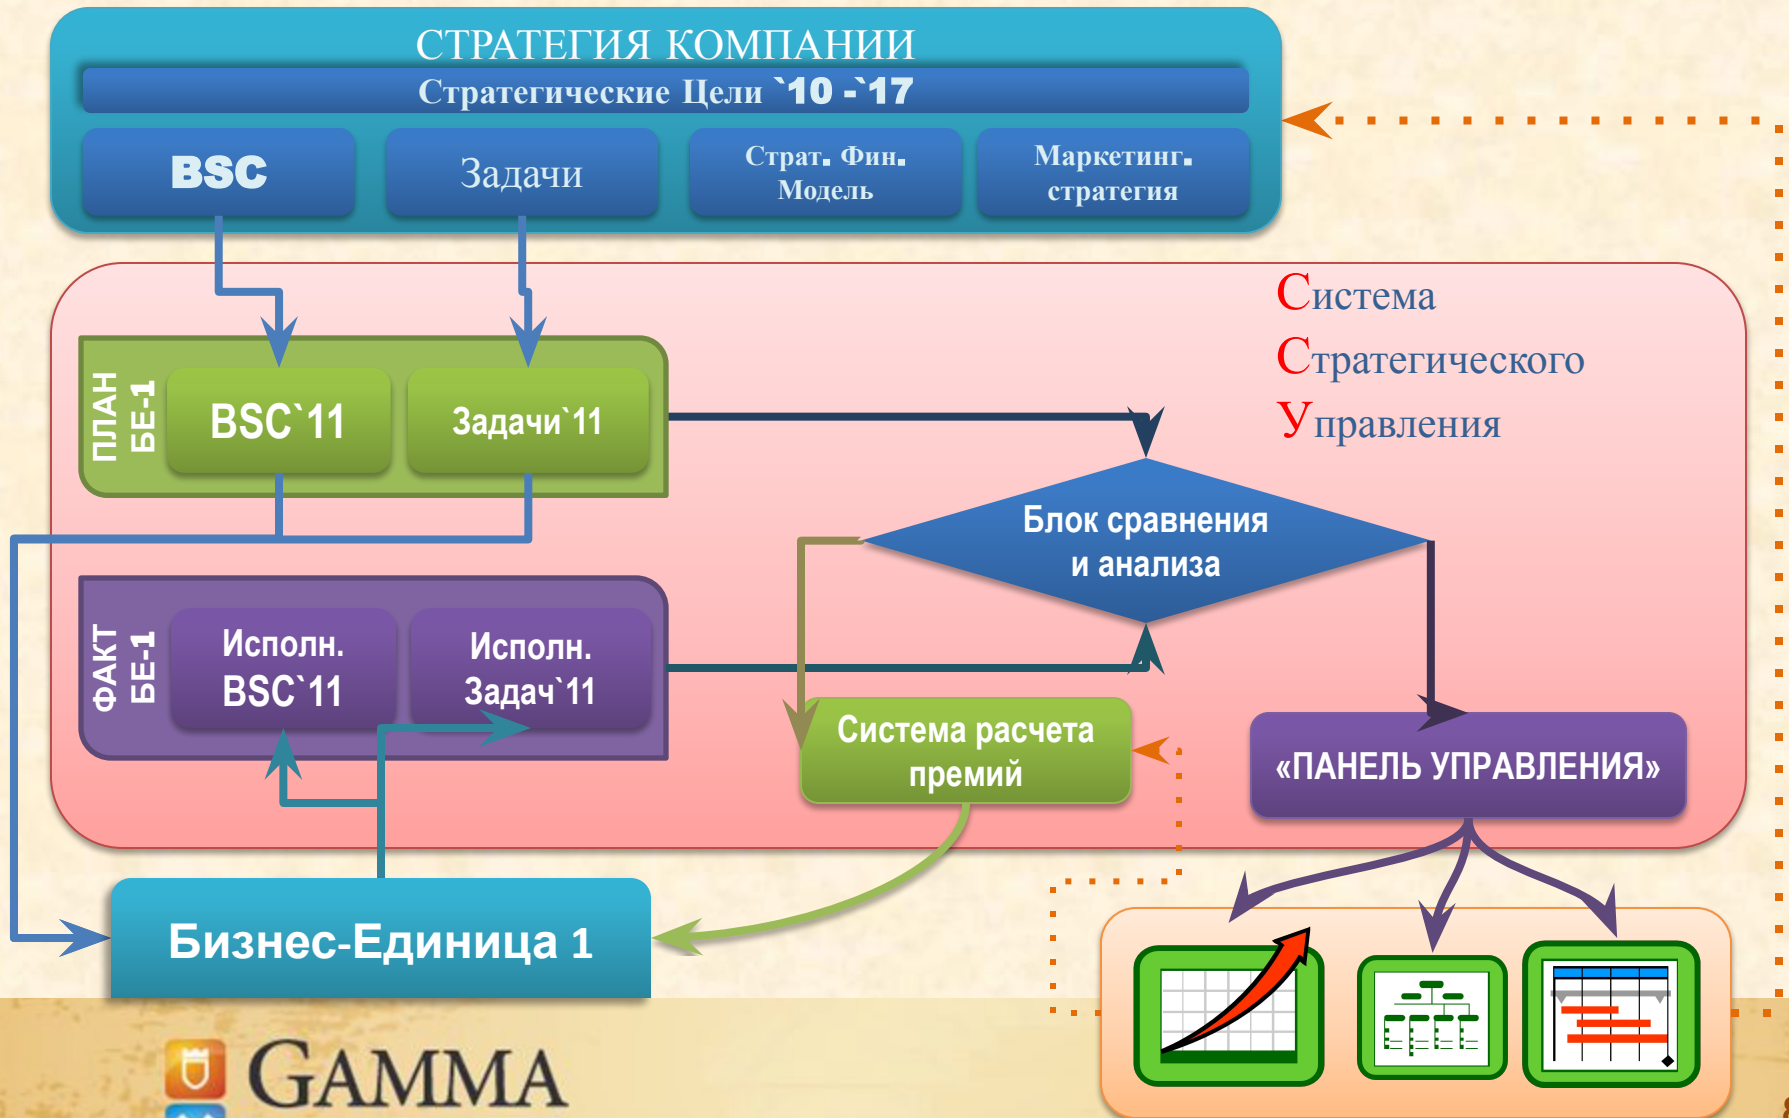 СТРАТЕГИЯ КОМПАНИИ
Стратегические Цели `10 -`17
BSC
Задачи
Страт. Фин.
Модель
Маркетинг.
стратегия
Система
Стратегического
Управления
ПЛАН
БЕ-1
BSC`11
Задачи`11
Блок сравнения
и анализа
ФАКТ
БЕ-1
Исполн.
BSC`11
Исполн.
Задач`11
Система расчета
премий
«ПАНЕЛЬ УПРАВЛЕНИЯ»
Бизнес-Единица 1
GAMMA